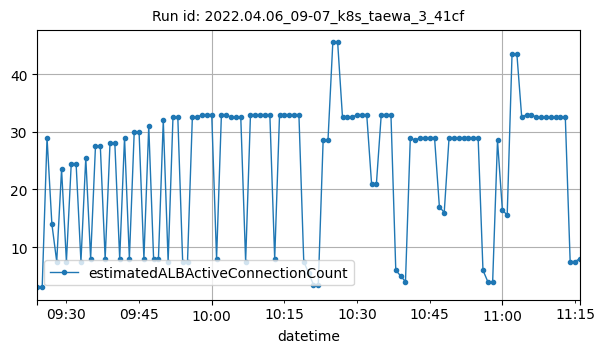 Run id: 2022.04.06_09-07_k8s_taewa_3_41cf
40
30
20
10
estimatedALBActiveConnectionCount
09:30 09:45 10:00 10:15 10:30 10:45 11:00 11:15
datetime